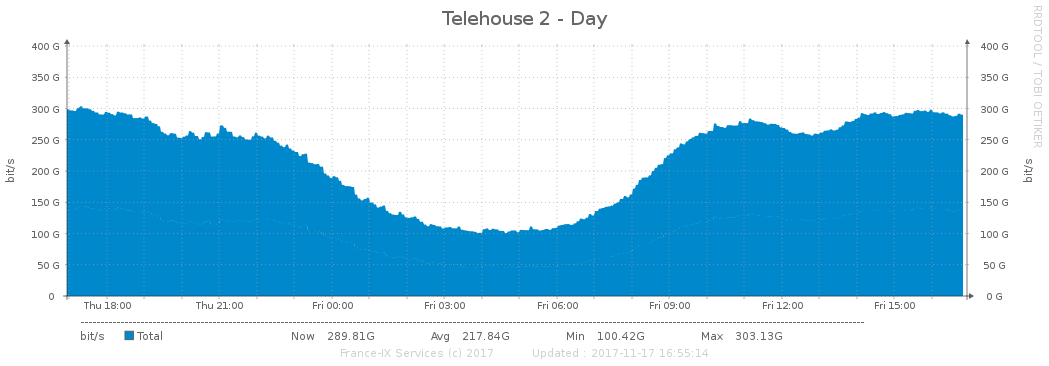 Telehouse 2 - Day
RRDTOOL / TOBI OETIKER
400 G 400 G
350 G 350 G
300 G 300 G
250 G 250 G
200 G 200 G
150 G 150 G
100 G 100 G
50 G 50 G
0 0 G
bit/s
bit/s
Thu 18:00 Thu 21:00 Fri 00:00 Fri 03:00 Fri 06:00 Fri 09:00 Fri 12:00 Fri 15:00
bit/s Total Now 289.81G Avg 217.84G Min 100.42G Max 303.13G
France-IX Services (c) 2017 Updated : 2017-11-17 16:55:14